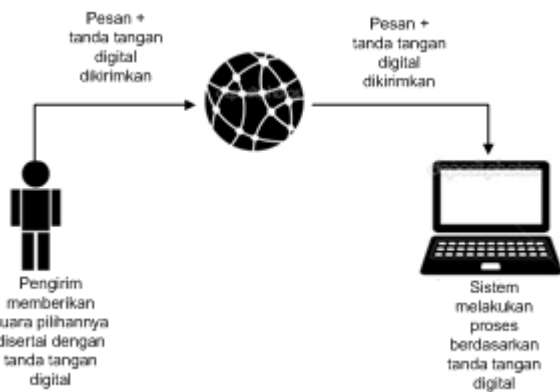 Pesan +
tanda tangan
digital
dikirimkan
Pesan +
tanda tangan
digital
dikirimkan
Pengirim
memberikan
uara pilihannya
disertai dengan
tanda tangan
digital
Sistem
melakukan
proses
berdasarkan
tanda tangan
digital